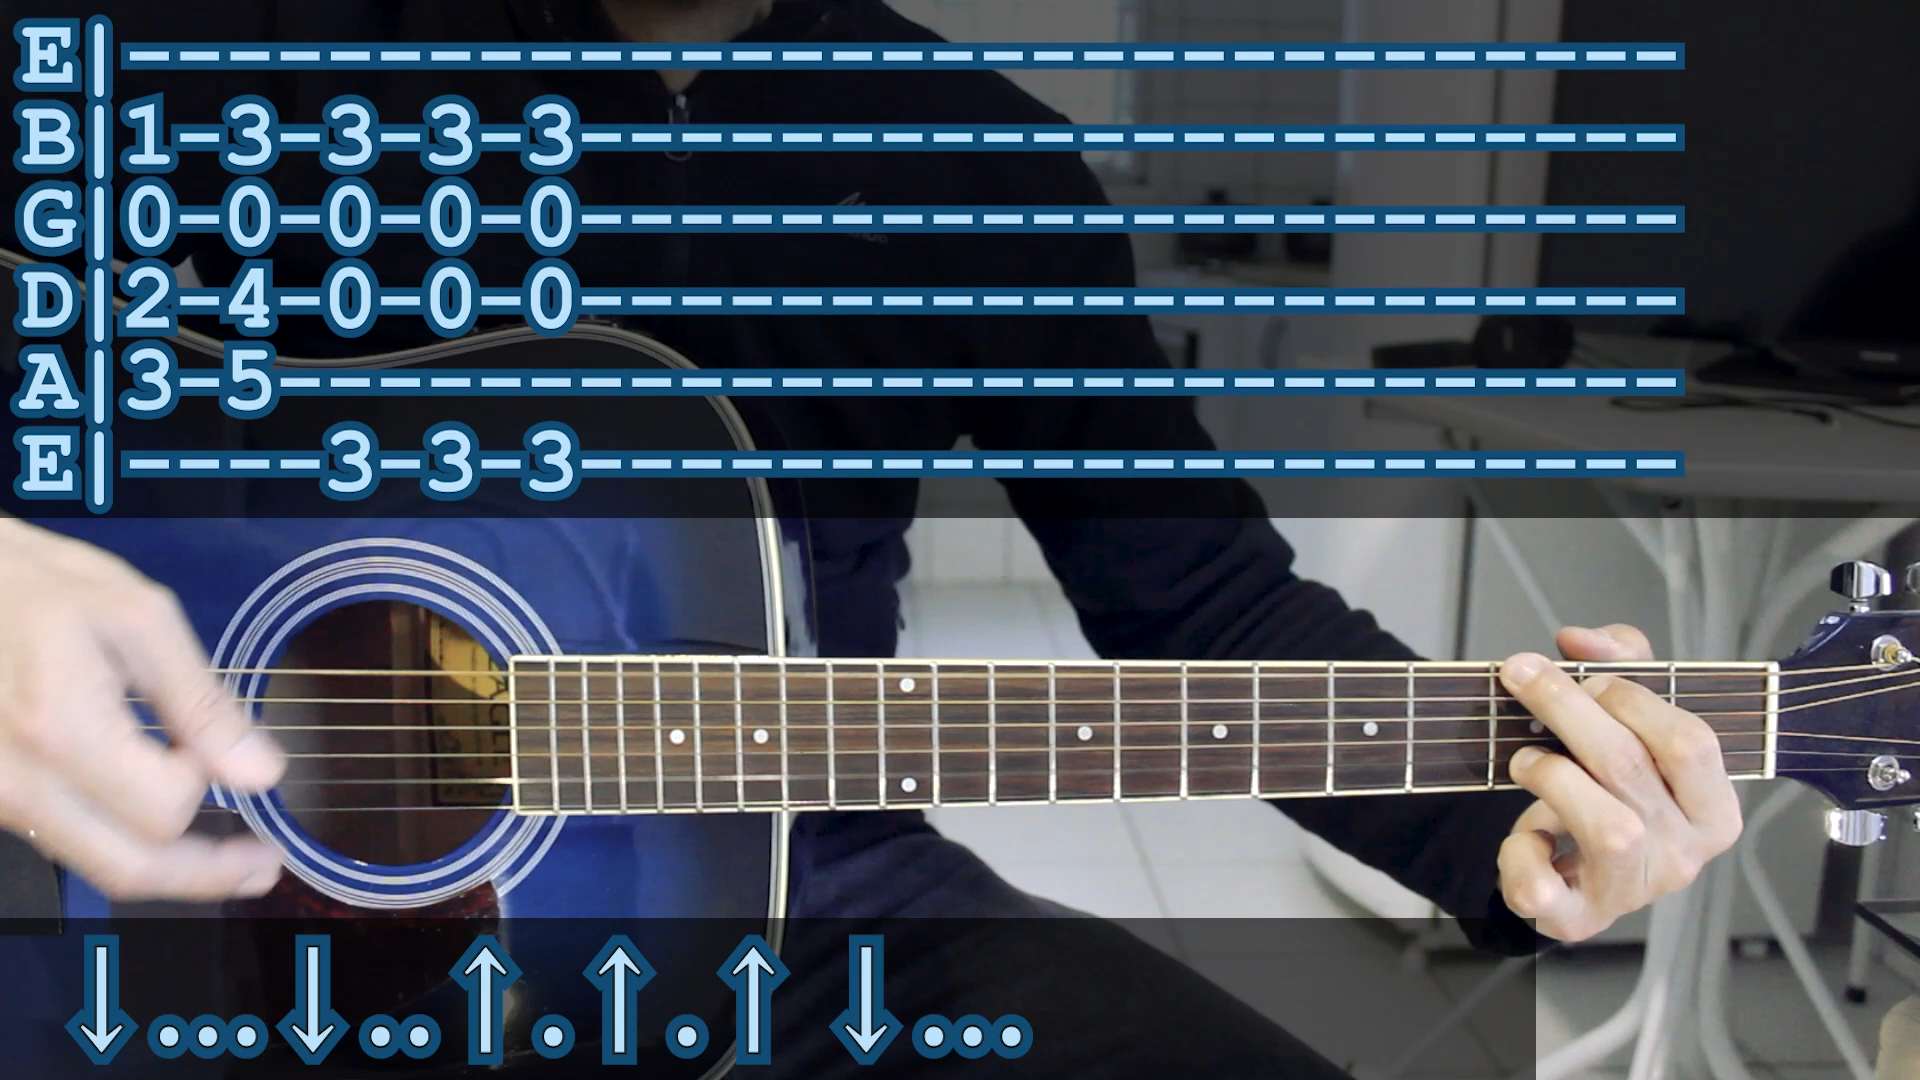 E|-------------------------------
B|1-3-3-3-3----------------------
G|0-0-0-0-0----------------------
D|2-4-0-0-0----------------------
A|3-5----------------------------
E|----3-3-3----------------------
↓...↓..↑.↑.↑ ↓...